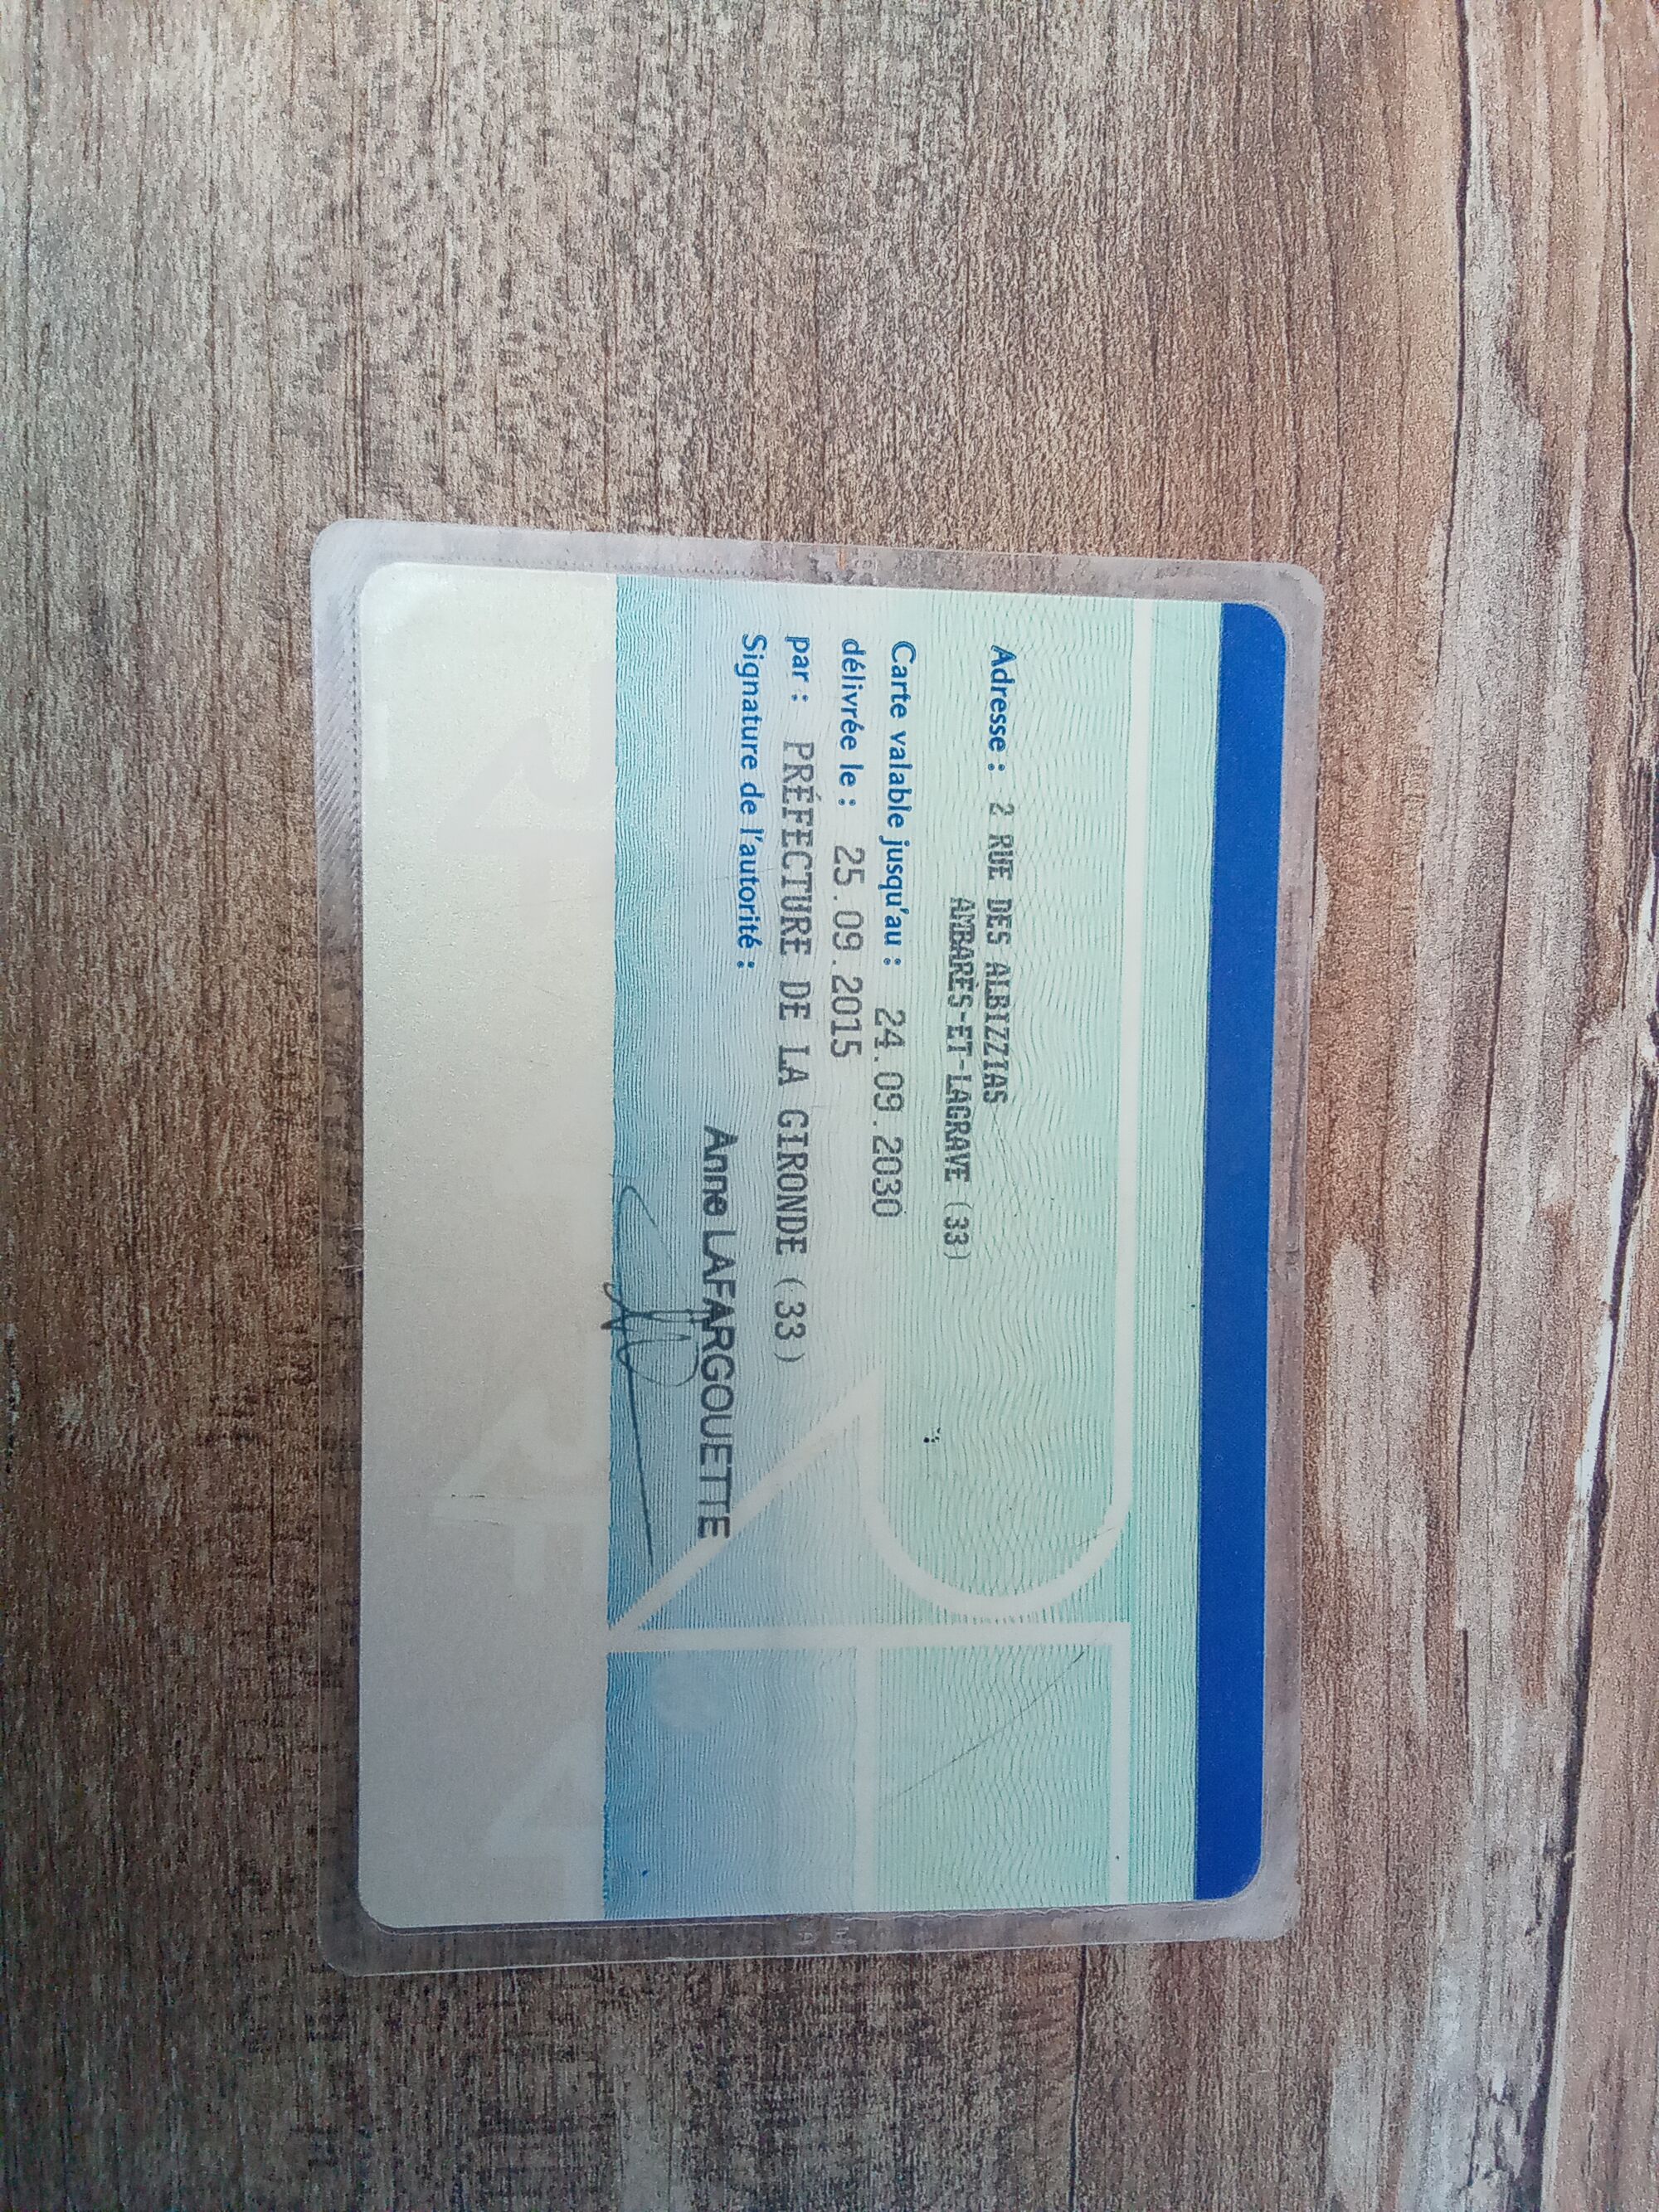 Adresse : 2 RUE DES ALBIZZIAS
AMBARÈS-ET-LAGRAVE (33)
Carte valable jusqu'au : 24.09.2030
délivrée le : 25.09.2015
par : PRÉFECTURE DE LA GIRONDE (33)
Signature de l'autorité :
Anne LAFARGOUETTE